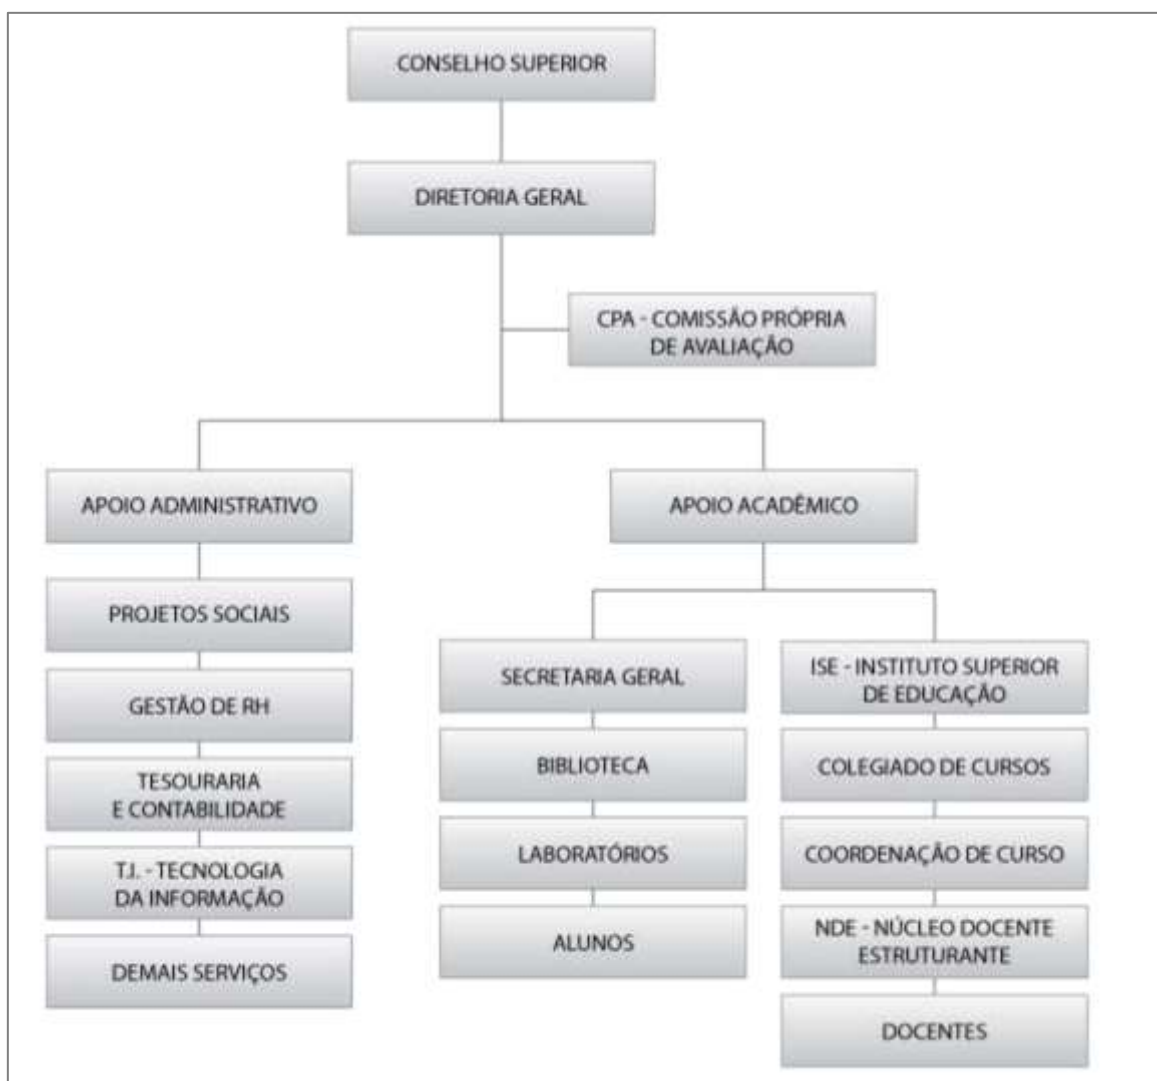 CONSELHO SUPERIOR
DIRETORIA GERAL
CPA - COMISSÃO PRÓPRIA
DE AVALIAÇÃO
APOIO ADMINISTRATIVO
PROJETOS SOCIAIS
GESTÃO DE RH
TESOURARIA
E CONTABILIDADE
T.I. - TECNOLOGIA
DA INFORMAÇÃO
DEMAIS SERVIÇOS
APOIO ACADÊMICO
SECRETARIA GERAL
BIBLIOTECA
LABORATÓRIOS
ALUNOS
ISE - INSTITUTO SUPERIOR
DE EDUCAÇÃO
COLEGIADO DE CURSOS
COORDENAÇÃO DE CURSO
NDE - NÚCLEO DOCENTE
ESTRUTURANTE
DOCENTES